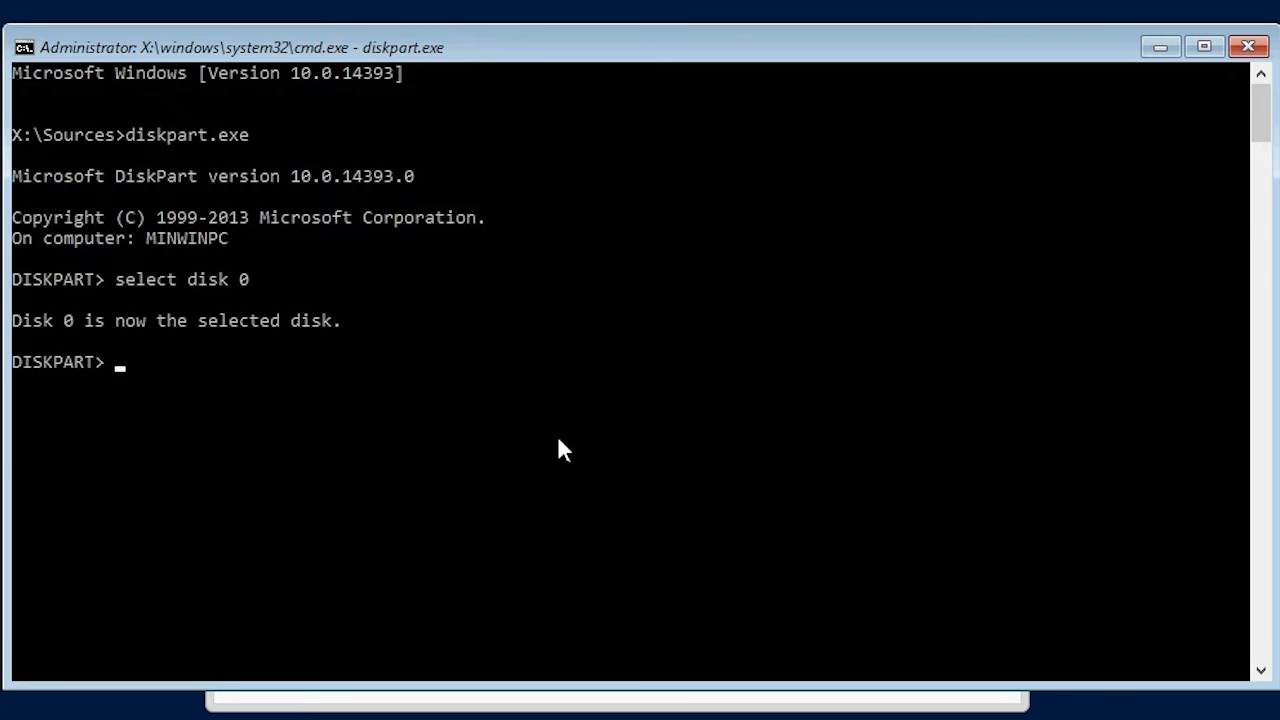 Administrator: X:\windows\system32\cmd.exe - diskpart.exe
Microsoft Windows [Version 10.0.14393]
X:\Sources>diskpart.exe
Microsoft DiskPart version 10.0.14393.0
Copyright (C) 1999-2013 Microsoft Corporation.
On computer: MINWINPC
DISKPART> select disk 0
Disk 0 is now the selected disk.
DISKPART>